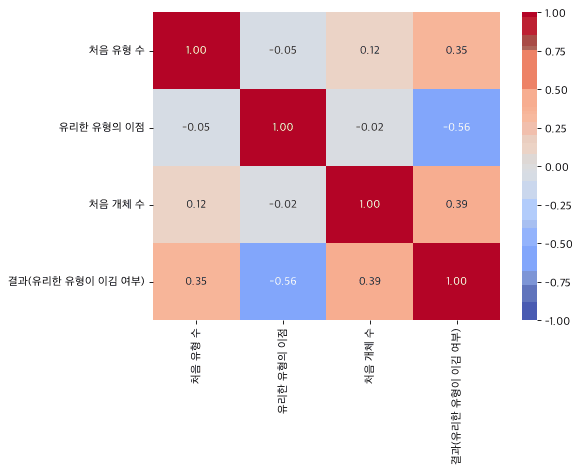 처음 유형 수
유리한 유형의 이점
처음 개체 수
결과(유리한 유형이 이김 여부)
1.00 -0.05 0.12 0.35
-0.05 1.00 -0.02 -0.56
0.12 -0.02 1.00 0.39
0.35 -0.56 0.39 1.00
처음 유형 수
유리한 유형의 이점
처음 개체 수
결과(유리한 유형이 이김 여부)
1.00
0.75
0.50
0.25
0.00
-0.25
-0.50
-0.75
-1.00